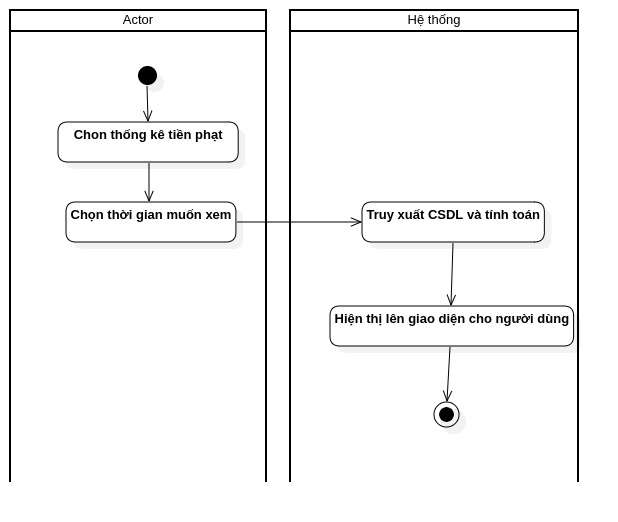 Actor
Hệ thống
Chon thống kê tiền phạt
Chọn thời gian muốn xem
Truy xuất CSDL và tính toán
Hiện thị lên giao diện cho người dùng